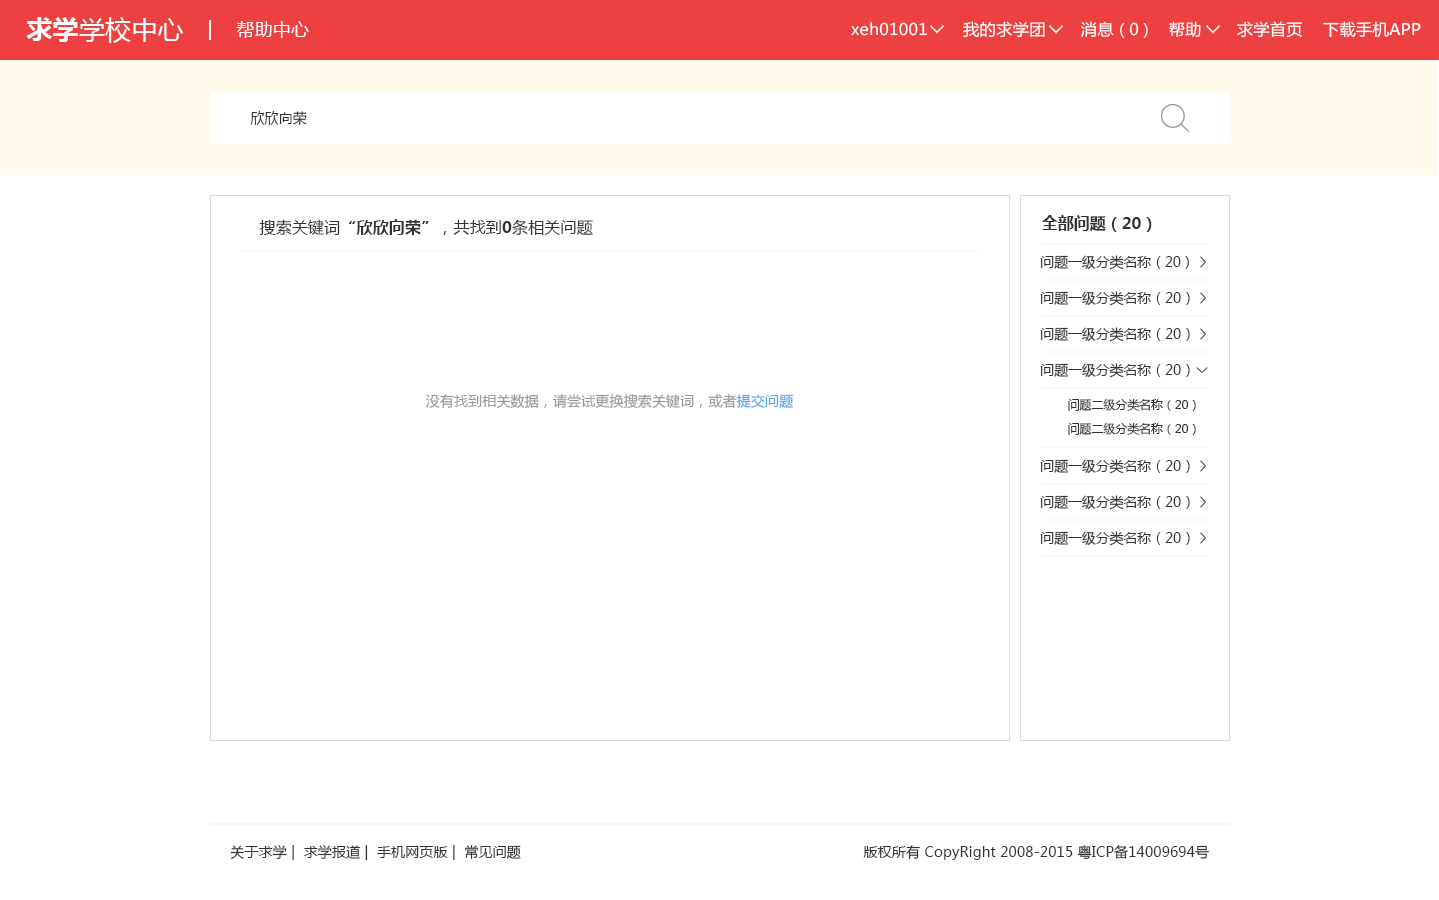 求学学校中心 | 帮助中心 xeh01001 我的求学团 消息（0） 帮助 求学首页 下载手机APP
欣欣向荣
搜索关键词“欣欣向荣”，共找到0条相关问题
没有找到相关数据，请尝试更换搜索关键词，或者提交问题
全部问题（20）
问题一级分类名称（20）
问题一级分类名称（20）
问题一级分类名称（20）
问题一级分类名称（20）
问题二级分类名称（20）
问题二级分类名称（20）
问题一级分类名称（20）
问题一级分类名称（20）
问题一级分类名称（20）
关于求学 | 求学报道 | 手机网页版 | 常见问题 版权所有 CopyRight 2008-2015 粤ICP备14009694号